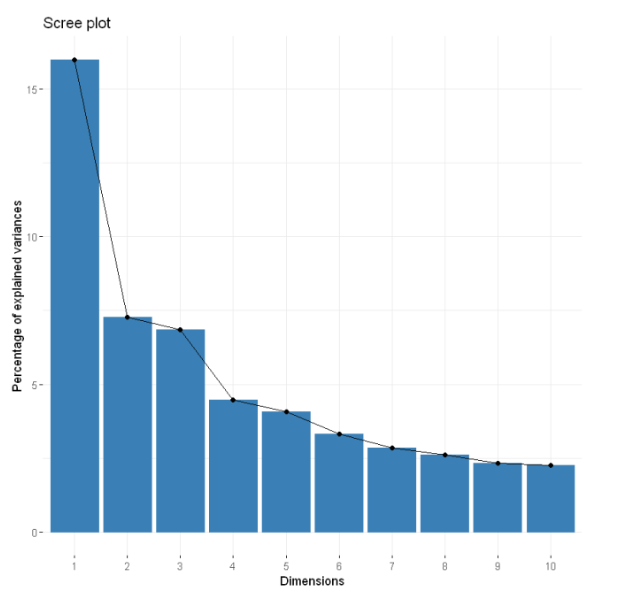 Scree plot
Percentage of explained variances
15
10
5
0
1 2 3 4 5 6 7 8 9 10
Dimensions